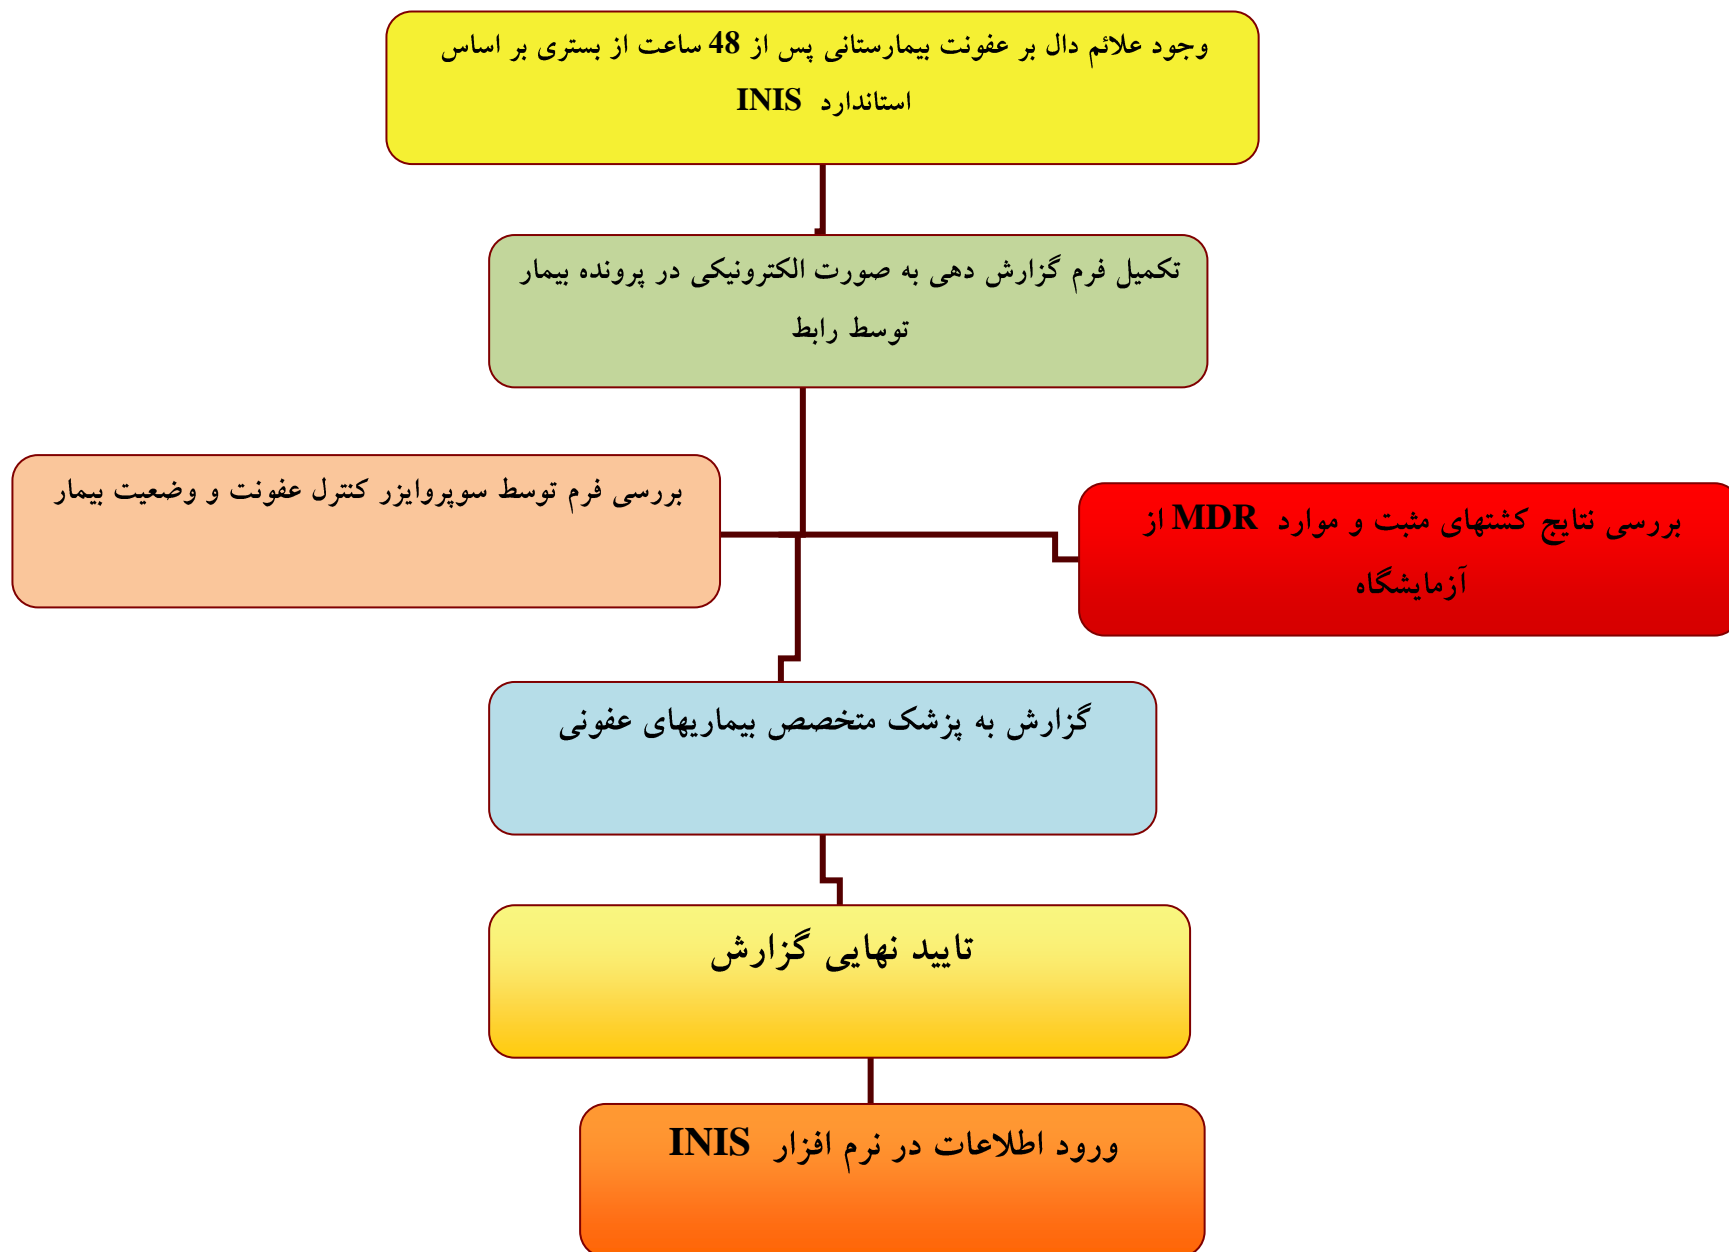 وجود علائم دال بر عفونت بیمارستانی پس از 48 ساعت از بستری بر اساس
استاندارد INIS
تکمیل فرم گزارش دهی به صورت الکترونیکی در پرونده بیمار
توسط رابط
بررسی نتایج کشتهای مثبت و موارد MDR از
آزمایشگاه
بررسی فرم توسط سوپروایزر کنترل عفونت و وضعیت بیمار
گزارش به پزشک متخصص بیماریهای عفونی
تایید نهایی گزارش
ورود اطلاعات در نرم افزار INIS